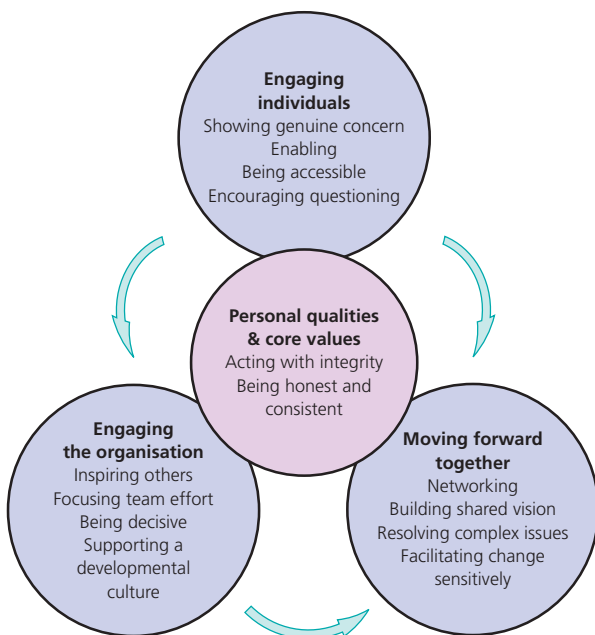 Engaging
individuals
Showing genuine concern
Enabling
Being accessible
Encouraging questioning
Personal qualities
& core values
Acting with integrity
Being honest and
consistent
Engaging
the organisation
Inspiring others
Focusing team effort
Being decisive
Supporting a
developmental
culture
Moving forward
together
Networking
Building shared vision
Resolving complex issues
Facilitating change
sensitively